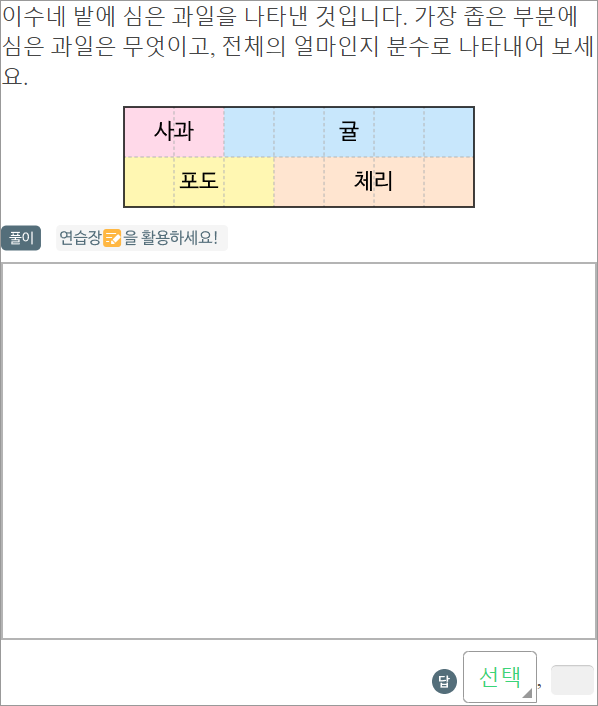 이수네 밭에 심은 과일을 나타낸 것입니다. 가장 좁은 부분에
심은 과일은 무엇이고, 전체의 얼마인지 분수로 나타내어 보세
요.
사과 귤
포도 체리
풀이 연습장을 활용하세요!
답 선택,